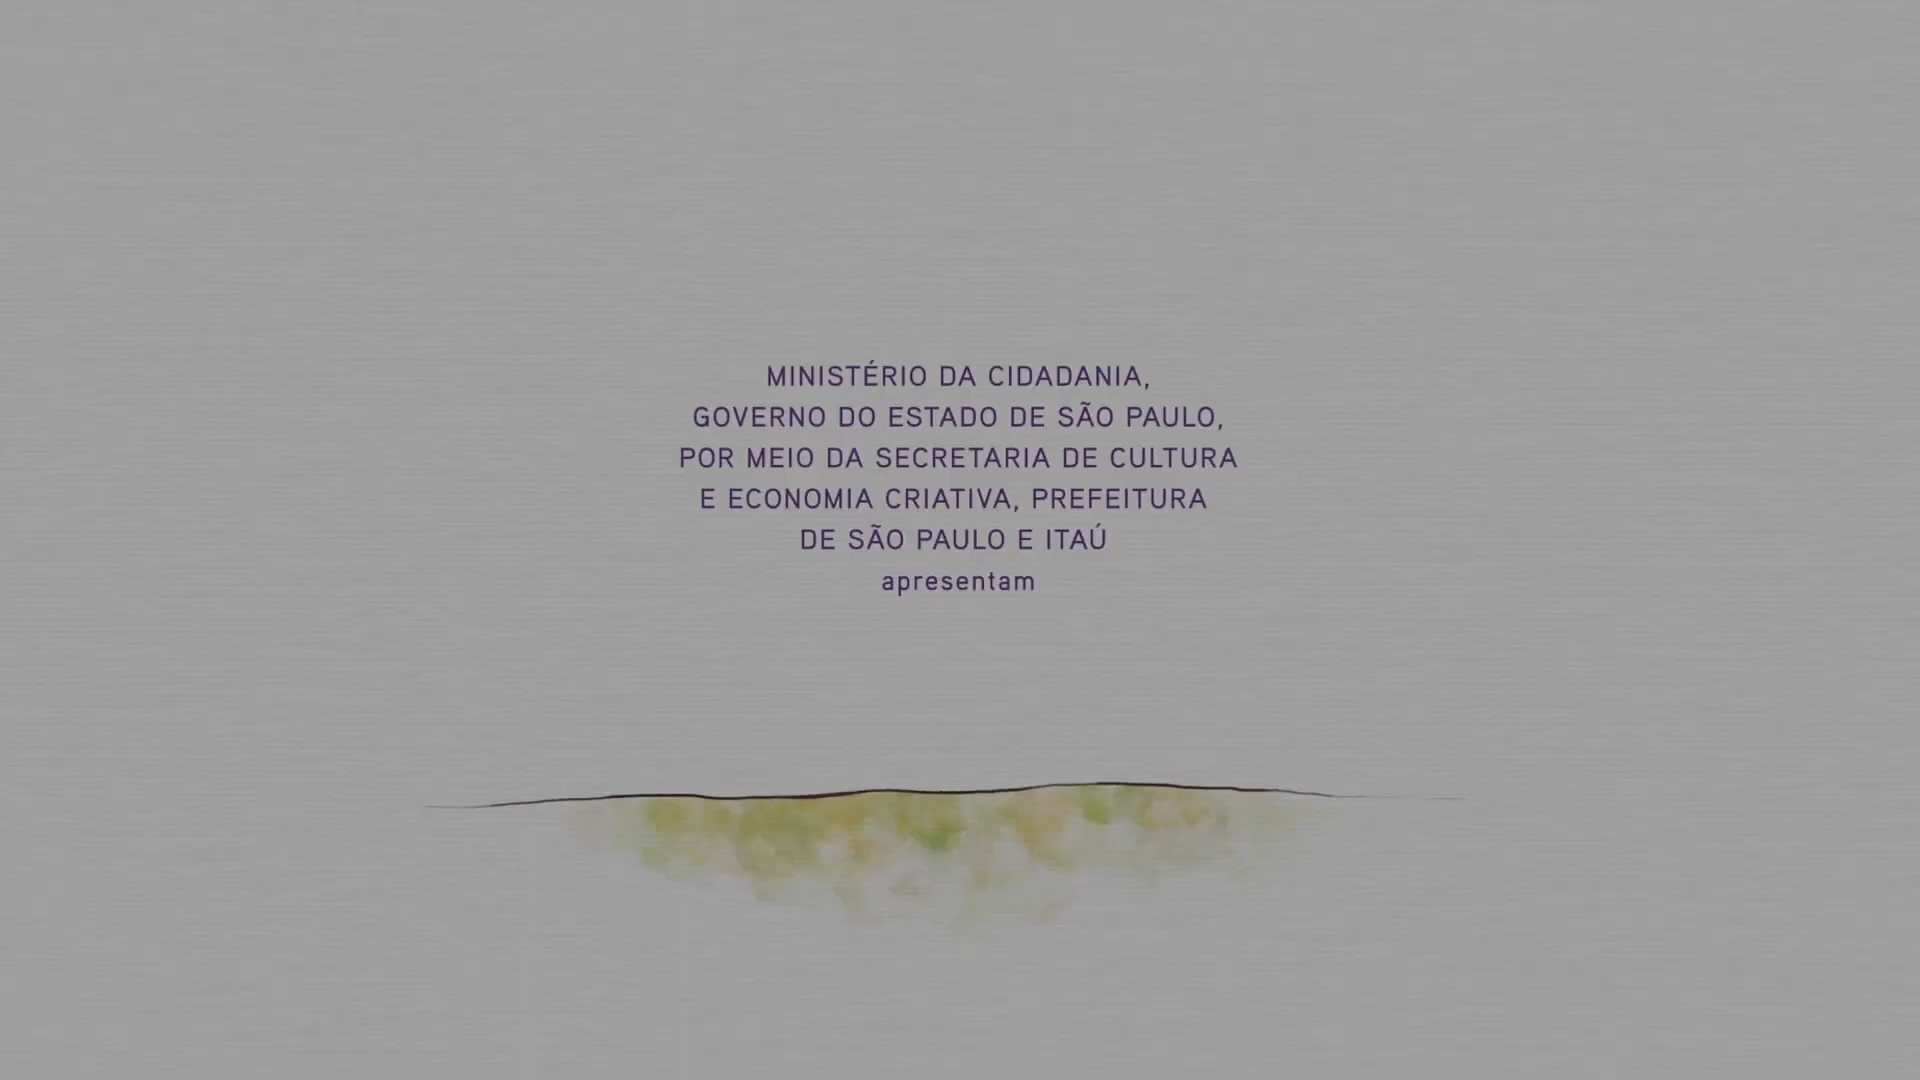 MINISTÉRIO DA CIDADANIA,
GOVERNO DO ESTADO DE SÃO PAULO,
POR MEIO DA SECRETARIA DE CULTURA
E ECONOMIA CRIATIVA, PREFEITURA
DE SÃO PAULO E ITAÚ
apresentam